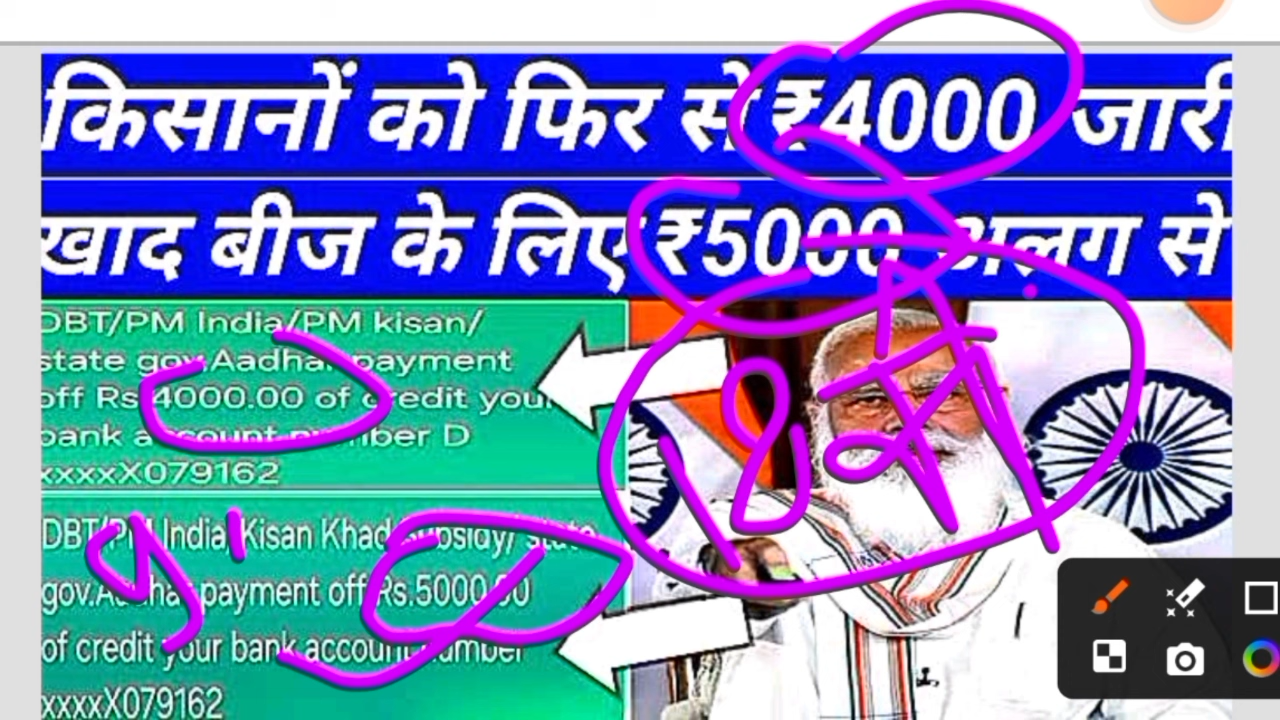 किसानों को फिर से ₹4000 जारी
खाद बीज के लिए ₹5000 अलग से
DBT/PM India/PM kisan/
state gov.Aadhar payment
off Rs.4000.00 of credit your
bank account number D
xxxxX079162
DBT/PM India/Kisan Khad Subsidy/ state
gov.Aadhar payment off Rs.5000.00
of credit your bank account number
xxxxX079162